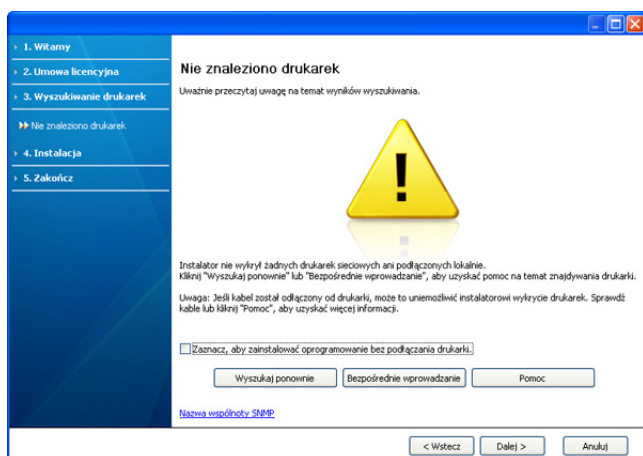 1. Witamy
2. Umowa licencyjna
3. Wyszukiwanie drukarek
Nie znaleziono drukarek
4. Instalacja
5. Zakończ
Nie znaleziono drukarek
Uważnie przeczytaj uwagę na temat wyników wyszukiwania.
Instalator nie wykrył żadnych drukarek sieciowych ani podłączonych lokalnie.
Kliknij "Wyszukaj ponownie" lub "Bezpośrednie wprowadzanie", aby uzyskać pomoc na temat znajdywania drukarki.
Uwaga: Jeśli kabel został odłączony od drukarki, może to uniemożliwić instalatorowi wykrycie drukarek. Sprawdź
kable lub kliknij "Pomoc", aby uzyskać więcej informacji.
Zaznacz, aby zainstalować oprogramowanie bez podłączania drukarki.
Wyszukaj ponownie
Bezpośrednie wprowadzanie
Pomoc
Nazwa wspólnoty SNMP
< Wstecz
Dalej >
Anuluj